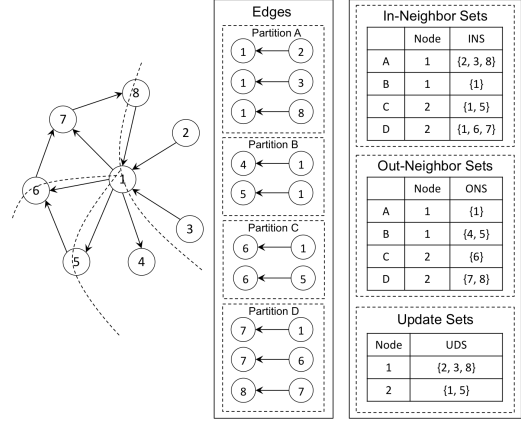 8
7
2
1
6
3
5
4
Edges
Partition A
1 2
1 3
1 8
Partition B
4 1
5 1
Partition C
6 1
6 5
Partition D
7 1
7 6
8 7
In-Neighbor Sets
Node INS
A 1 {2, 3, 8}
B 1 {1}
C 2 {1, 5}
D 2 {1, 6, 7}
Out-Neighbor Sets
Node ONS
A 1 {1}
B 1 {4, 5}
C 2 {6}
D 2 {7, 8}
Update Sets
Node UDS
1 {2, 3, 8}
2 {1, 5}